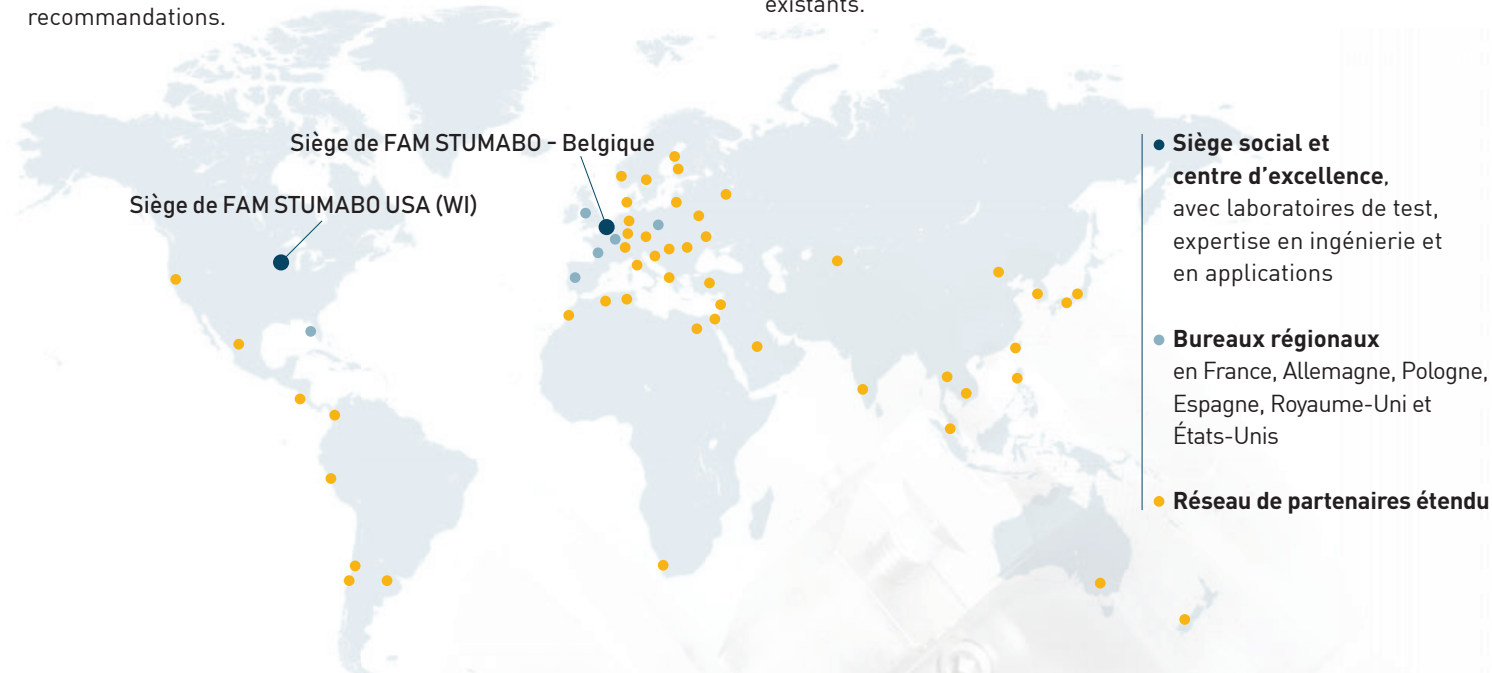 recommandations.
existants.
Siège de FAM STUMABO - Belgique
Siège de FAM STUMABO USA (WI)
Siège social et
centre d’excellence,
avec laboratoires de test,
expertise en ingénierie et
en applications
Bureaux régionaux
en France, Allemagne, Pologne,
Espagne, Royaume-Uni et
États-Unis
Réseau de partenaires étendu